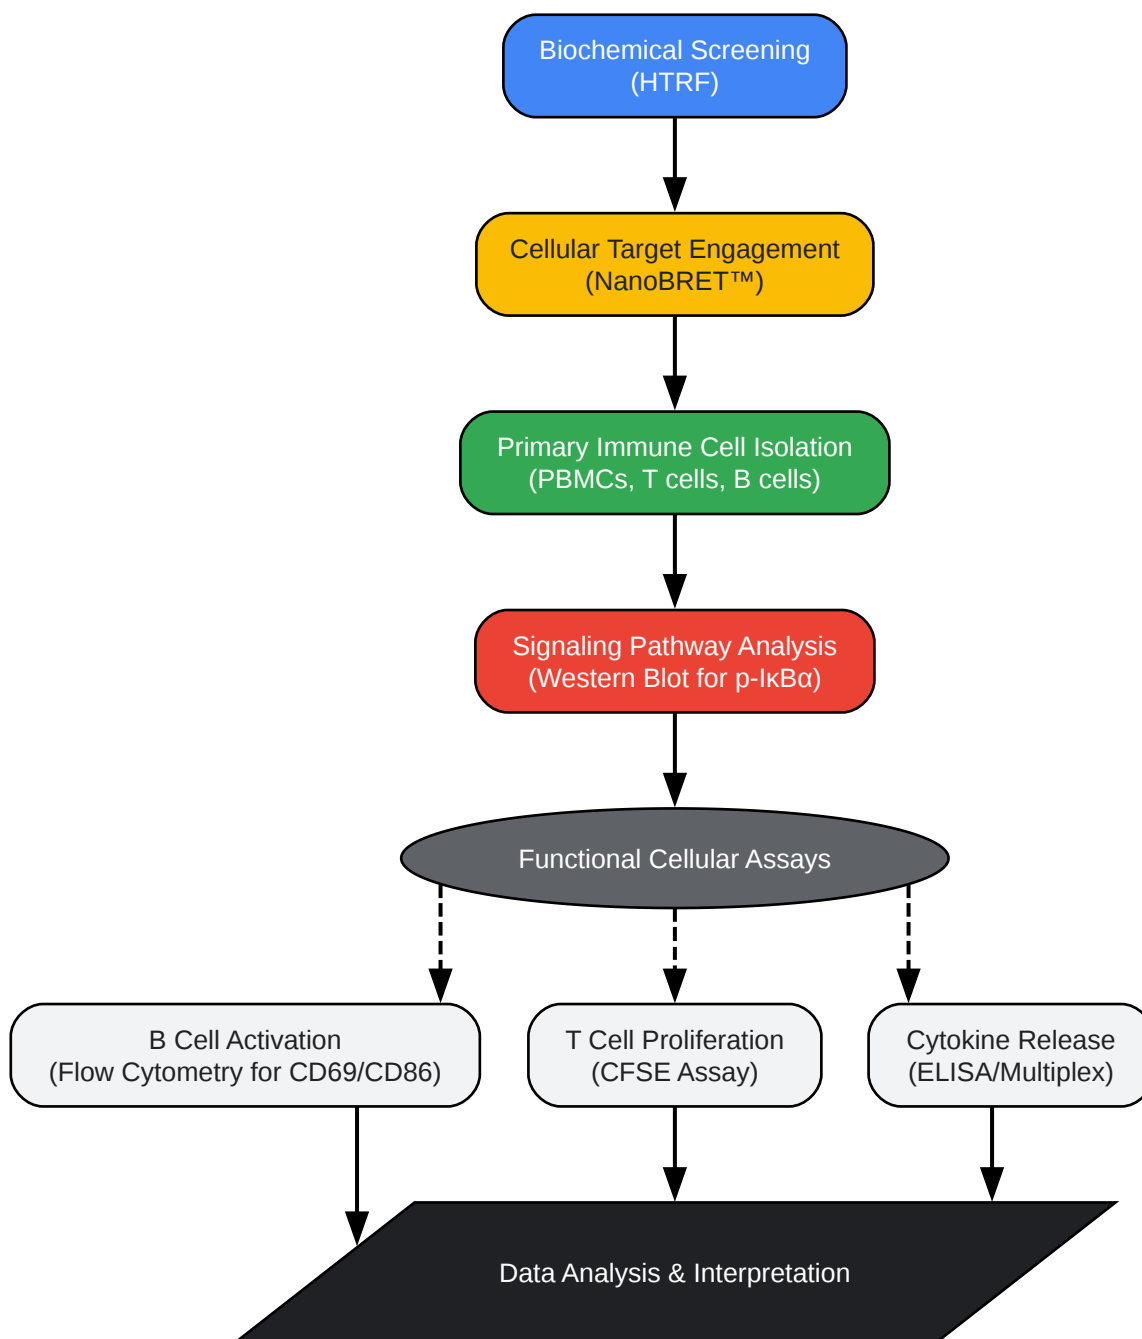 Biochemical Screening
(HTRF)
Cellular Target Engagement
(NanoBRET™)
Primary Immune Cell Isolation
(PBMCs, T cells, B cells)
Signaling Pathway Analysis
(Western Blot for p-IκBα)
Functional Cellular Assays
B Cell Activation
(Flow Cytometry for CD69/CD86)
T Cell Proliferation
(CFSE Assay)
Cytokine Release
(ELISA/Multiplex)
Data Analysis & Interpretation